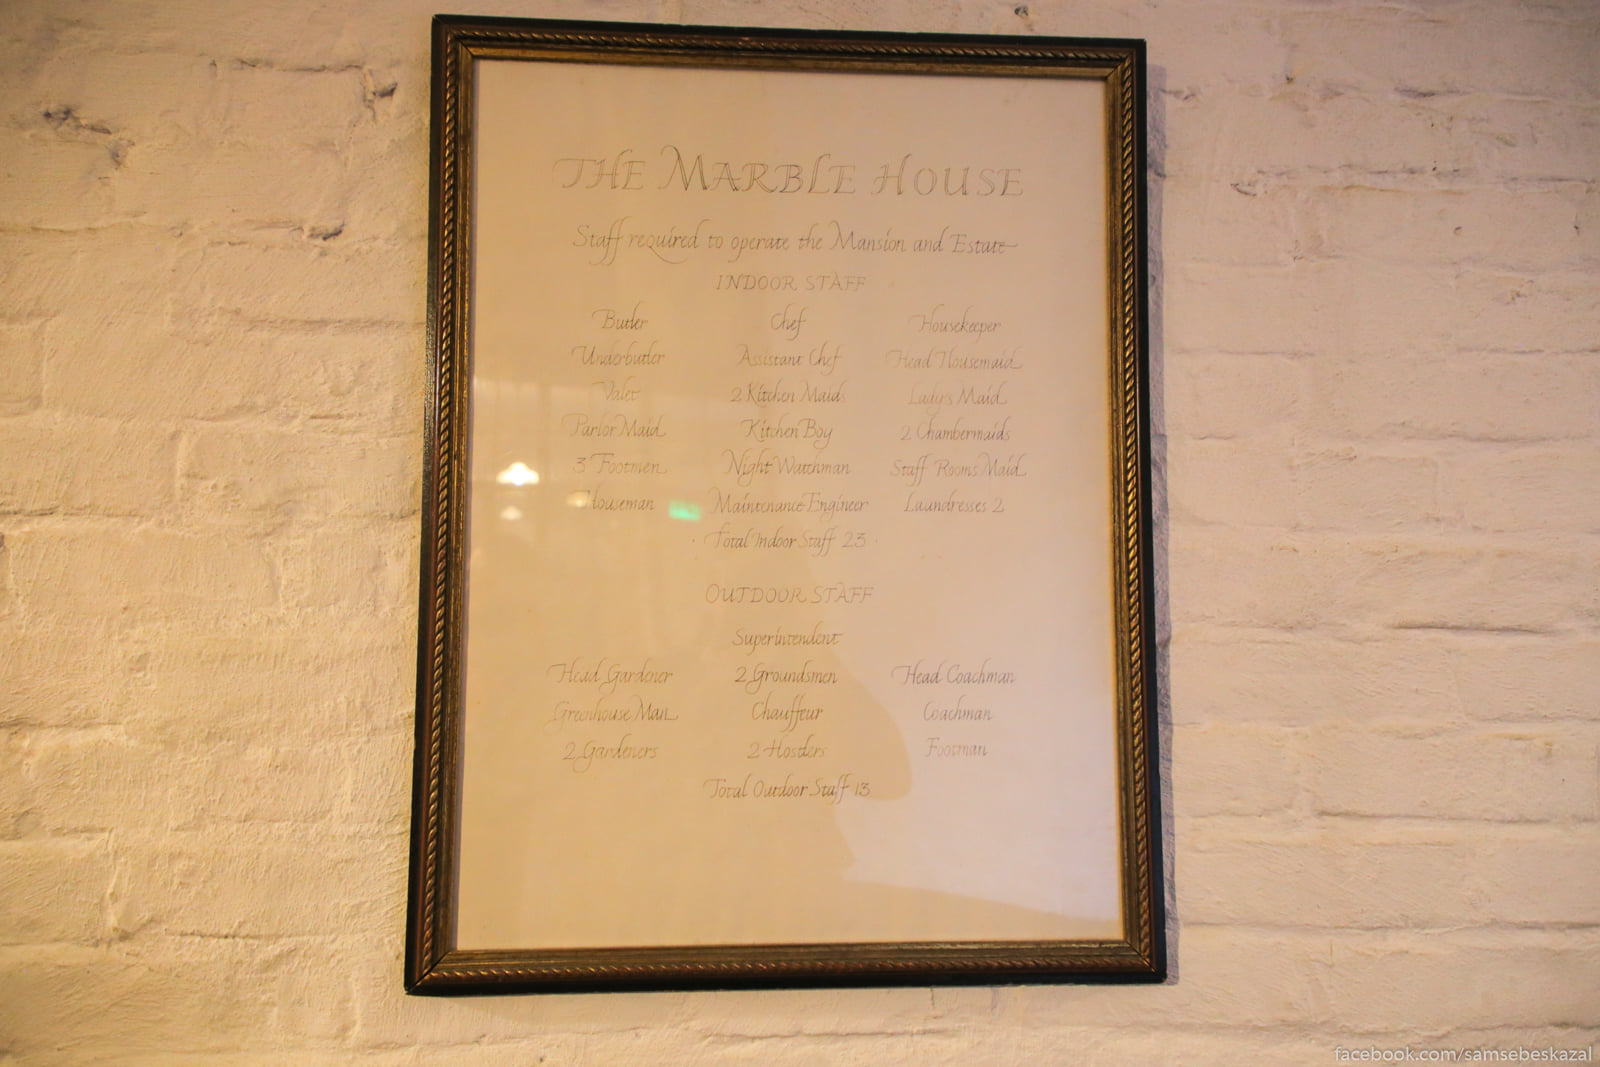 THE MARBLE HOUSE
Staff required to operate the Mansion and Estate
INDOOR STAFF
Butler Chef Housekeeper
Underbutler Assistant Chef Head Housemaid
Valet 2 Kitchen Maids Lady's Maid
Parlor Maid Kitchen Boy 2 Chambermaids
3 Footmen Night Watchman Staff Rooms Maid
Houseman Maintenance Engineer Laundresses 2
Total Indoor Staff 23
OUTDOOR STAFF
Superintendent
Head Gardener 2 Groundsmen Head Coachman
Greenhouse Man Chauffeur Coachman
2 Gardeners 2 Hostlers Footman
Total Outdoor Staff 13
facebook.com/samsebeskazal